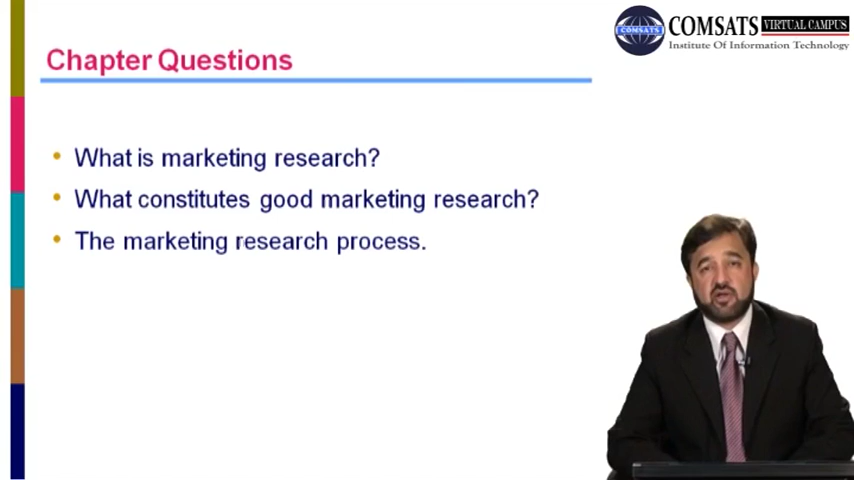 COMSATS VIRTUAL CAMPUS
COMSATS
Institute Of Information Technology
Chapter Questions
• What is marketing research?
• What constitutes good marketing research?
• The marketing research process.